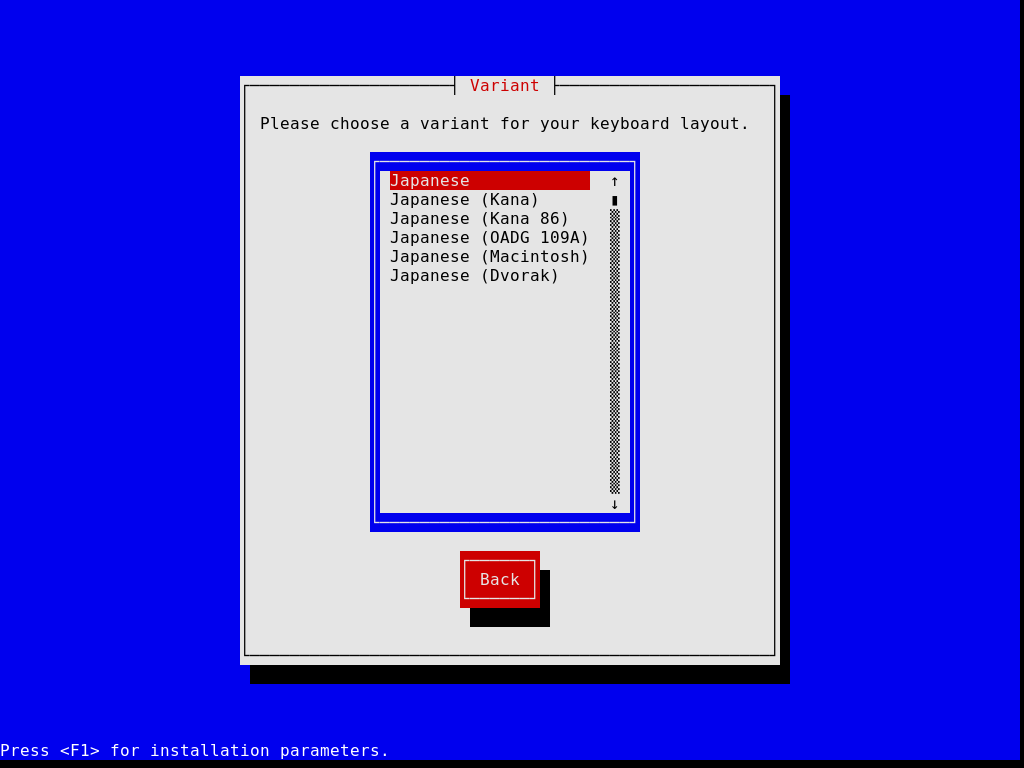 Variant
Please choose a variant for your keyboard layout.
Japanese
Japanese (Kana)
Japanese (Kana 86)
Japanese (OADG 109A)
Japanese (Macintosh)
Japanese (Dvorak)
Back
Press <F1> for installation parameters.